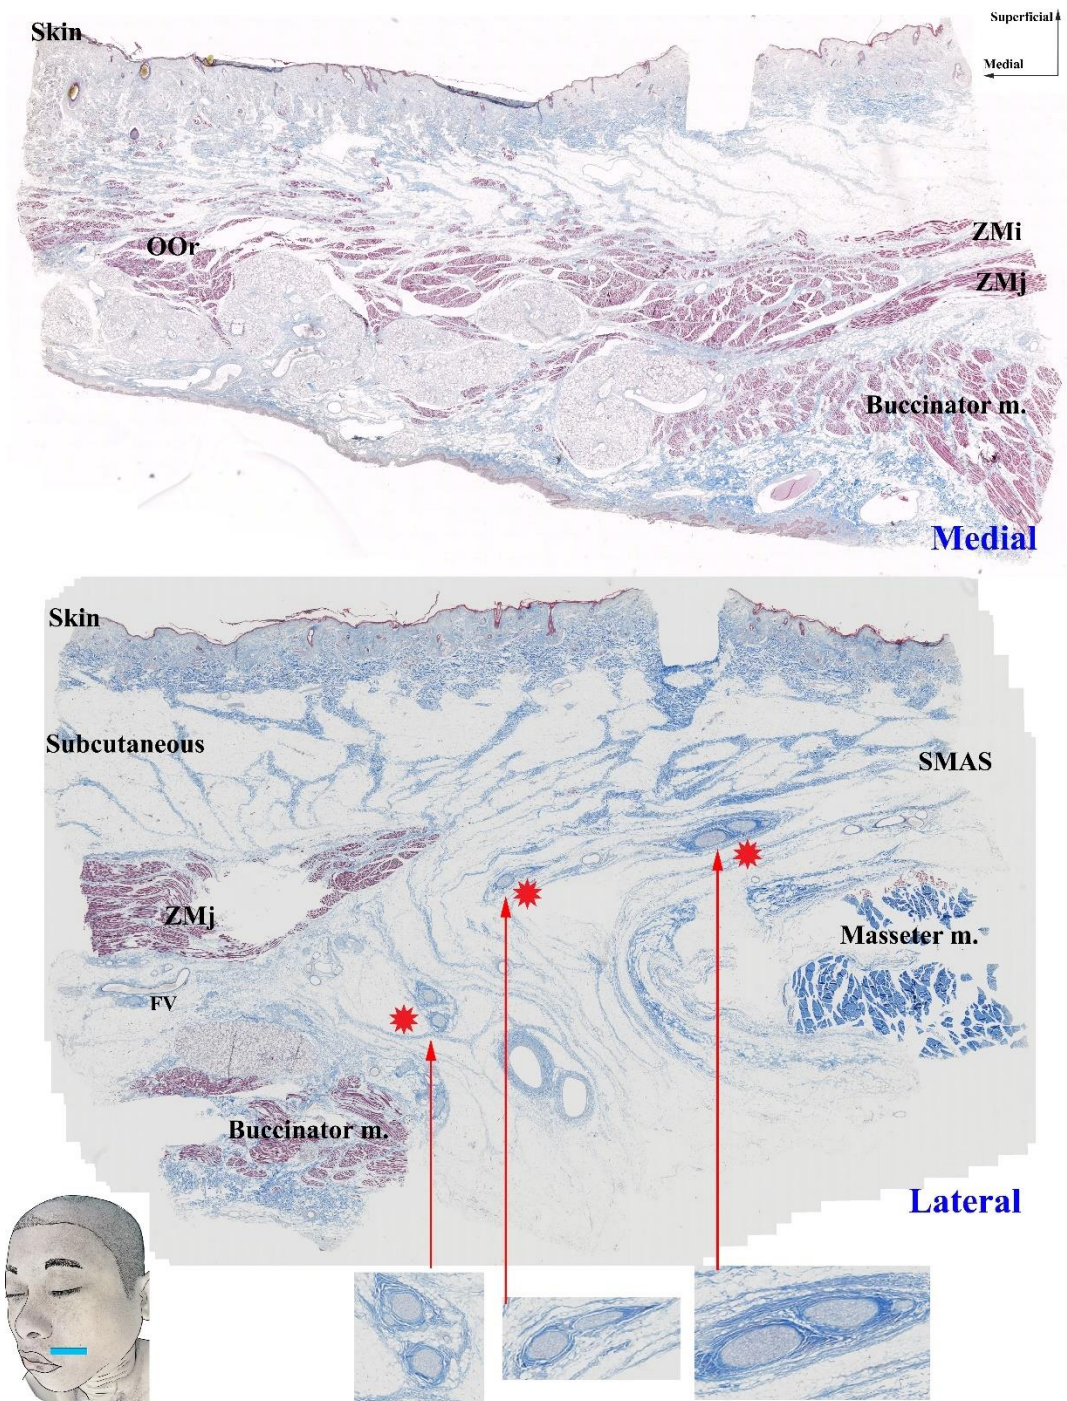 Skin
Superficial
Medial
OOr
ZMi
ZMj
Buccinator m.
Medial
Skin
Subcutaneous
SMAS
ZMj
Masseter m.
FV
Buccinator m.
Lateral